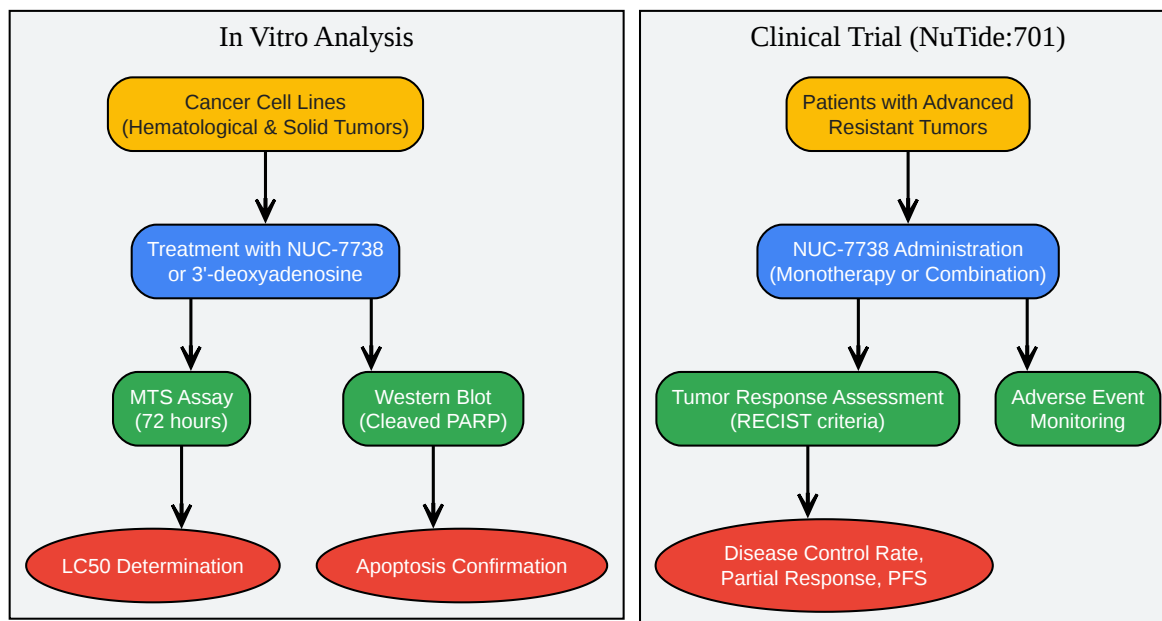 In Vitro Analysis
Cancer Cell Lines
(Hematological & Solid Tumors)
Treatment with NUC-7738
or 3'-deoxyadenosine
MTS Assay
(72 hours)
Western Blot
(Cleaved PARP)
LC50 Determination
Apoptosis Confirmation
Clinical Trial (NuTide:701)
Patients with Advanced
Resistant Tumors
NUC-7738 Administration
(Monotherapy or Combination)
Tumor Response Assessment
(RECIST criteria)
Adverse Event
Monitoring
Disease Control Rate,
Partial Response, PFS